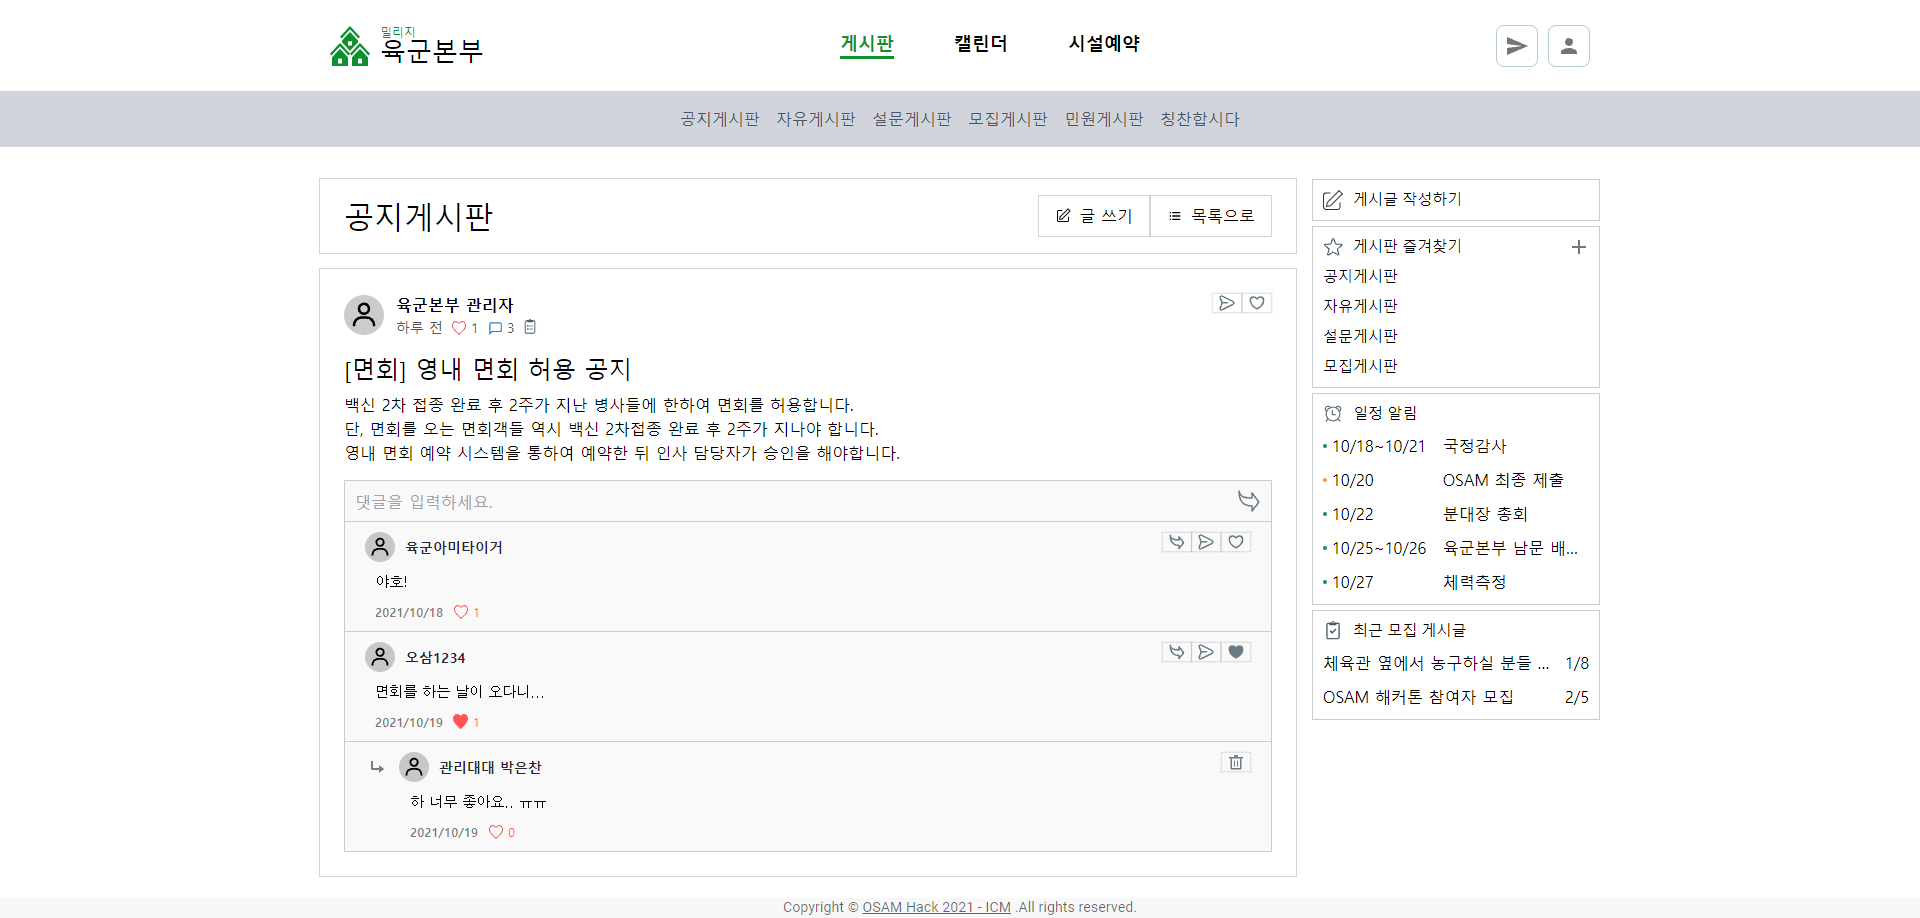 밀리지
육군본부
게시판 캘린더 시설예약
공지게시판 자유게시판 설문게시판 모집게시판 민원게시판 칭찬합시다
공지게시판
글 쓰기 목록으로
육군본부 관리자
하루 전 1 3
[면회] 영내 면회 허용 공지
백신 2차 접종 완료 후 2주가 지난 병사들에 한하여 면회를 허용합니다.
단, 면회를 오는 면회객들 역시 백신 2차접종 완료 후 2주가 지나야 합니다.
영내 면회 예약 시스템을 통하여 예약한 뒤 인사 담당자가 승인을 해야합니다.
댓글을 입력하세요.
육군아미타이거
야호!
2021/10/18 1
오삼1234
면회를 하는 날이 오다니...
2021/10/19 1
관리대대 박은찬
하 너무 좋아요.. ㅠㅠ
2021/10/19 0
게시글 작성하기
게시판 즐겨찾기
공지게시판
자유게시판
설문게시판
모집게시판
일정 알림
10/18~10/21 국정감사
10/20 OSAM 최종 제출
10/22 분대장 총회
10/25~10/26 육군본부 남문 배...
10/27 체력측정
최근 모집 게시글
체육관 옆에서 농구하실 분들 ... 1/8
OSAM 해커톤 참여자 모집 2/5
Copyright © OSAM Hack 2021 - ICM .All rights reserved.